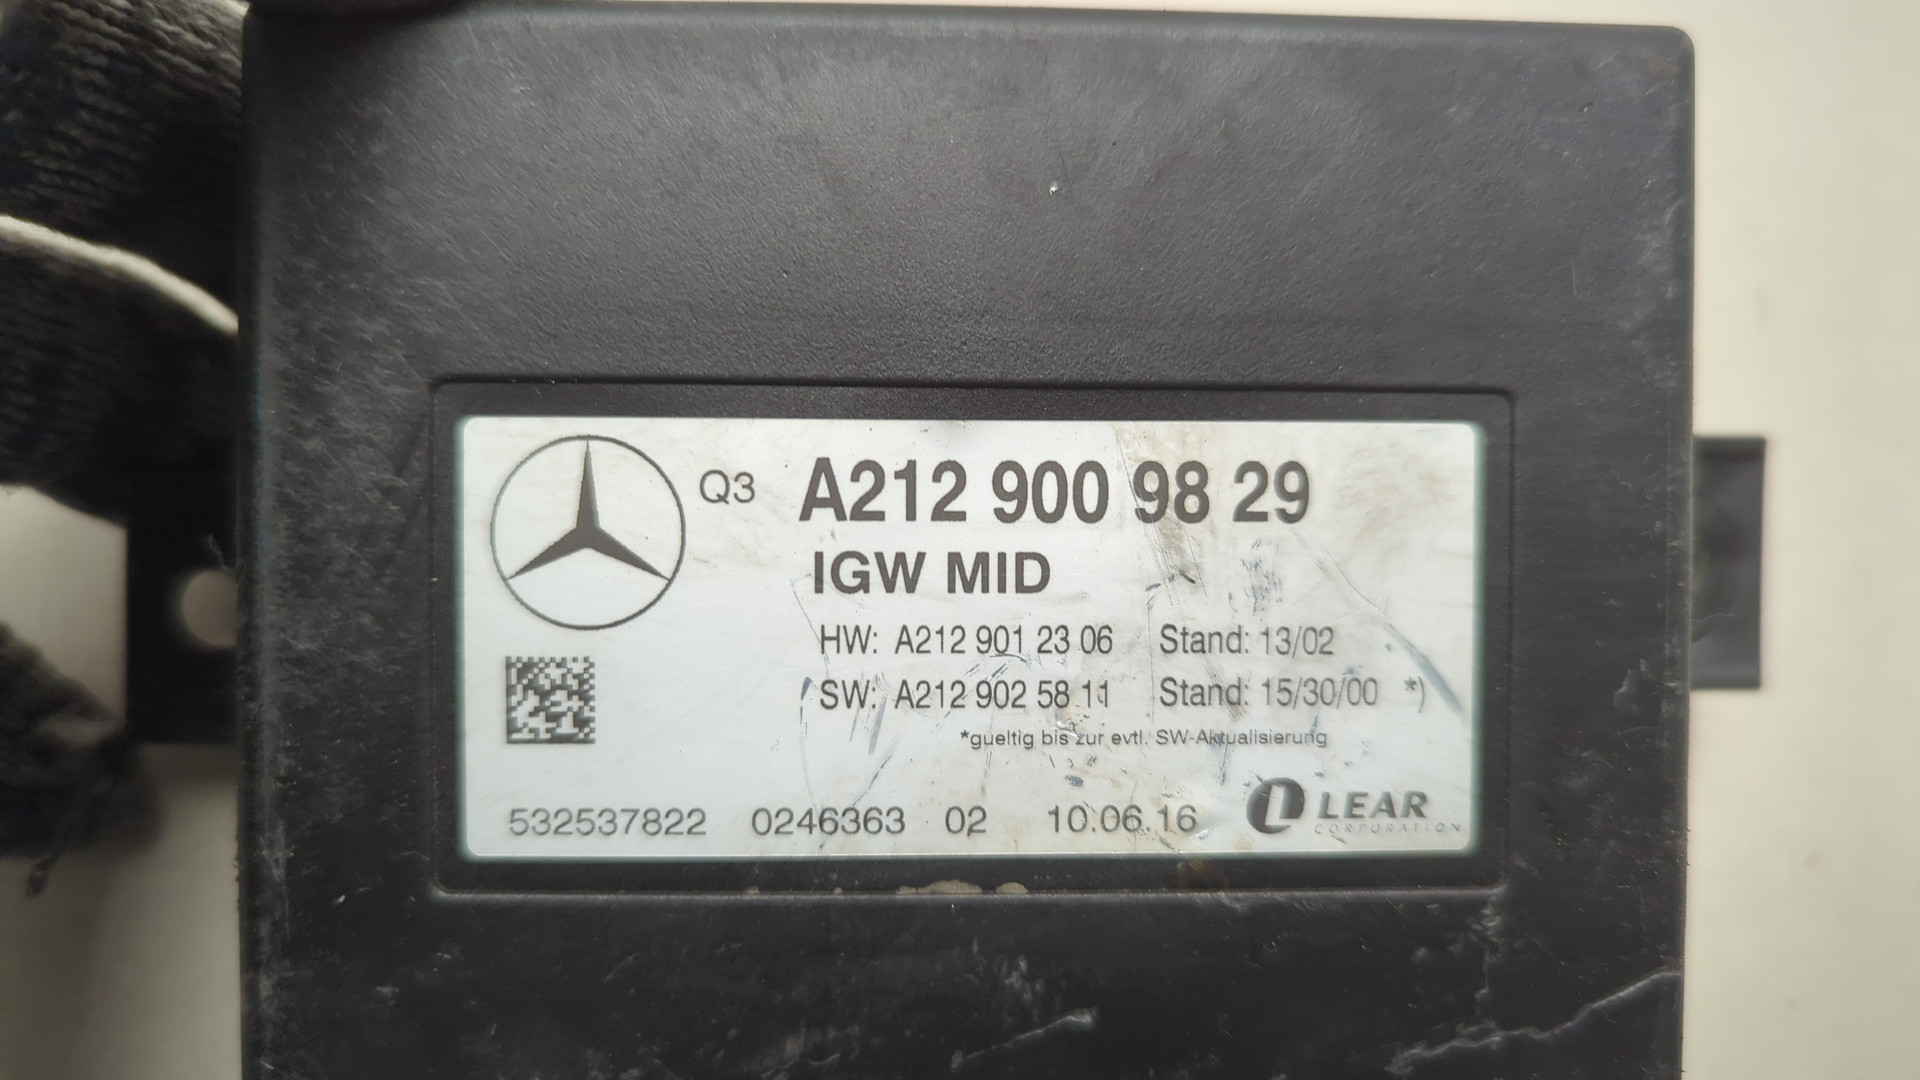 Q3 A212 900 98 29
IGW MID
HW: A212 901 23 06 Stand: 13/02
SW: A212 902 58 11 Stand: 15/30/00 *)
*gueltig bis zur evtl. SW-Aktualisierung
532537822 0246363 02 10.06.16 LEAR
CORPORATION